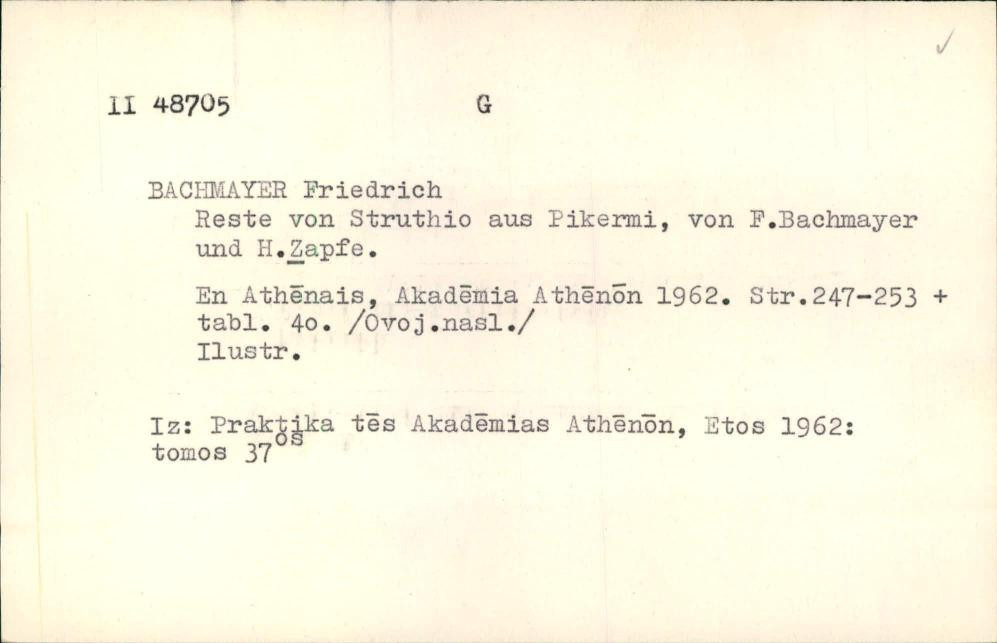 II 48705 G
BACHMAYER Friedrich
Reste von Struthio aus Pikermi, von F.Bachmayer
und H.Zapfe.
En Athēnais, Akadēmia Athēnōn 1962. Str.247-253 +
tabl. 4o. /Ovoj.nasl./
Ilustr.
Iz: Praktika tēs Akadēmias Athēnōn, Etos 1962:
tomos 37os